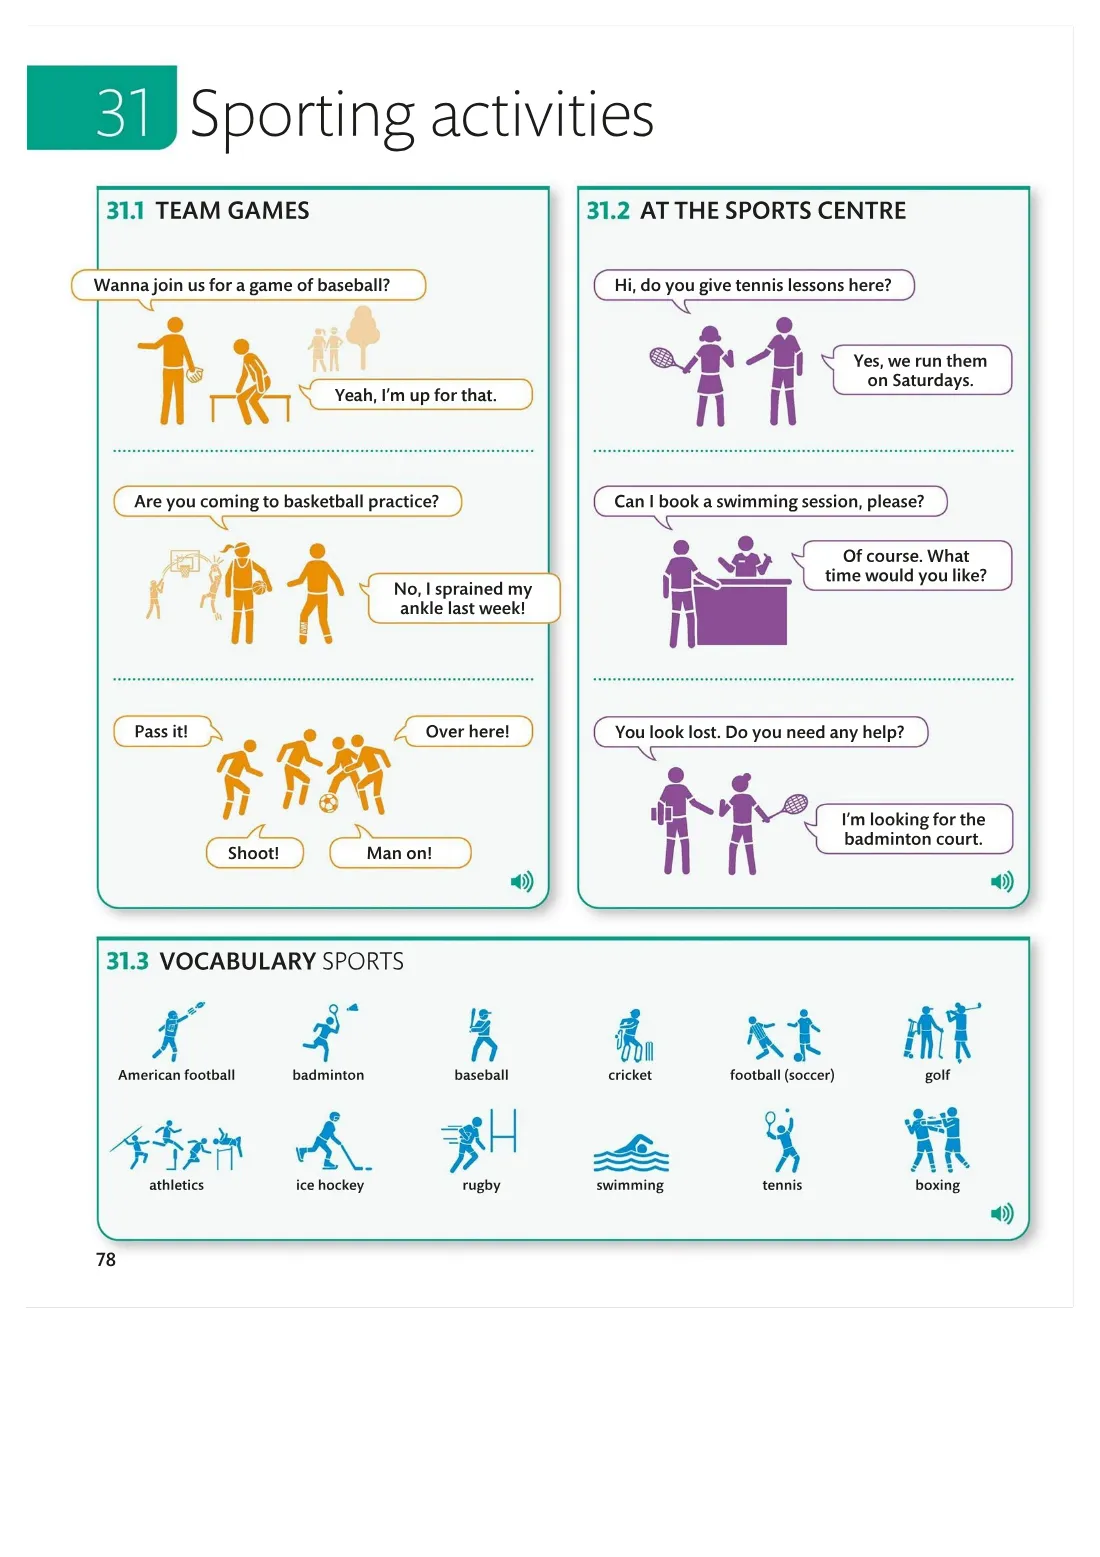 31 Sporting activities
31.1 TEAM GAMES
Wanna join us for a game of baseball?
Yeah, I'm up for that.
Are you coming to basketball practice?
No, I sprained my
ankle last week!
Pass it!
Over here!
Shoot!
Man on!
31.2 AT THE SPORTS CENTRE
Hi, do you give tennis lessons here?
Yes, we run them
on Saturdays.
Can I book a swimming session, please?
Of course. What
time would you like?
You look lost. Do you need any help?
I'm looking for the
badminton court.
31.3 VOCABULARY SPORTS
American football
badminton
baseball
cricket
football (soccer)
golf
athletics
ice hockey
rugby
swimming
tennis
boxing
78